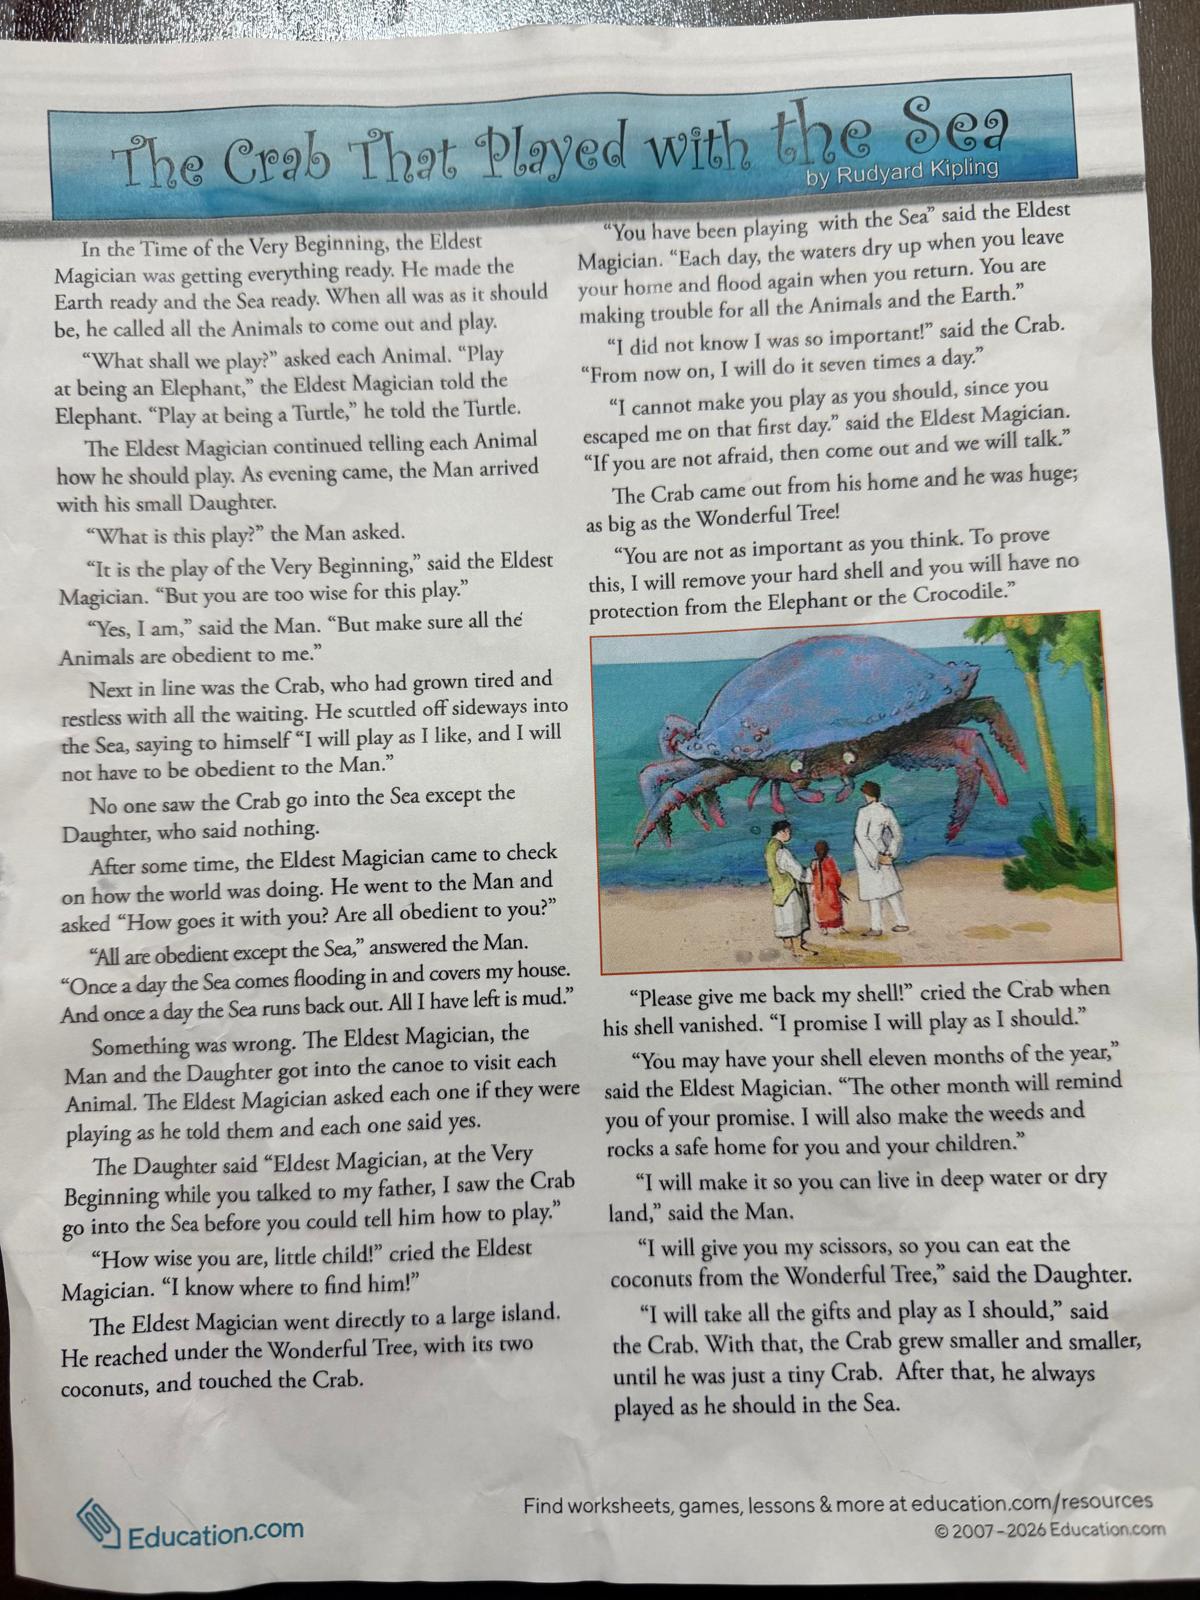 The Crab That Played with the Sea
by Rudyard Kipling
In the Time of the Very Beginning, the Eldest
Magician was getting everything ready. He made the
Earth ready and the Sea ready. When all was as it should
be, he called all the Animals to come out and play.
“What shall we play?” asked each Animal. “Play
at being an Elephant,” the Eldest Magician told the
Elephant. “Play at being a Turtle,” he told the Turtle.
The Eldest Magician continued telling each Animal
how he should play. As evening came, the Man arrived
with his small Daughter.
“What is this play?” the Man asked.
“It is the play of the Very Beginning,” said the Eldest
Magician. “But you are too wise for this play.”
“Yes, I am,” said the Man. “But make sure all the
Animals are obedient to me.”
Next in line was the Crab, who had grown tired and
restless with all the waiting. He scuttled off sideways into
the Sea, saying to himself “I will play as I like, and I will
not have to be obedient to the Man.”
No one saw the Crab go into the Sea except the
Daughter, who said nothing.
After some time, the Eldest Magician came to check
on how the world was doing. He went to the Man and
asked “How goes it with you? Are all obedient to you?”
“All are obedient except the Sea,” answered the Man.
“Once a day the Sea comes flooding in and covers my house.
And once a day the Sea runs back out. All I have left is mud.”
Something was wrong. The Eldest Magician, the
Man and the Daughter got into the canoe to visit each
Animal. The Eldest Magician asked each one if they were
playing as he told them and each one said yes.
The Daughter said “Eldest Magician, at the Very
Beginning while you talked to my father, I saw the Crab
go into the Sea before you could tell him how to play.”
“How wise you are, little child!” cried the Eldest
Magician. “I know where to find him!”
The Eldest Magician went directly to a large island.
He reached under the Wonderful Tree, with its two
coconuts, and touched the Crab.
“You have been playing with the Sea” said the Eldest
Magician. “Each day, the waters dry up when you leave
your home and flood again when you return. You are
making trouble for all the Animals and the Earth.”
“I did not know I was so important!” said the Crab.
“From now on, I will do it seven times a day.”
“I cannot make you play as you should, since you
escaped me on that first day.” said the Eldest Magician.
“If you are not afraid, then come out and we will talk.”
The Crab came out from his home and he was huge;
as big as the Wonderful Tree!
“You are not as important as you think. To prove
this, I will remove your hard shell and you will have no
protection from the Elephant or the Crocodile.”
“Please give me back my shell!” cried the Crab when
his shell vanished. “I promise I will play as I should.”
“You may have your shell eleven months of the year,”
said the Eldest Magician. “The other month will remind
you of your promise. I will also make the weeds and
rocks a safe home for you and your children.”
“I will make it so you can live in deep water or dry
land,” said the Man.
“I will give you my scissors, so you can eat the
coconuts from the Wonderful Tree,” said the Daughter.
“I will take all the gifts and play as I should,” said
the Crab. With that, the Crab grew smaller and smaller,
until he was just a tiny Crab. After that, he always
played as he should in the Sea.
Education.com
Find worksheets, games, lessons & more at education.com/resources
© 2007–2026 Education.com